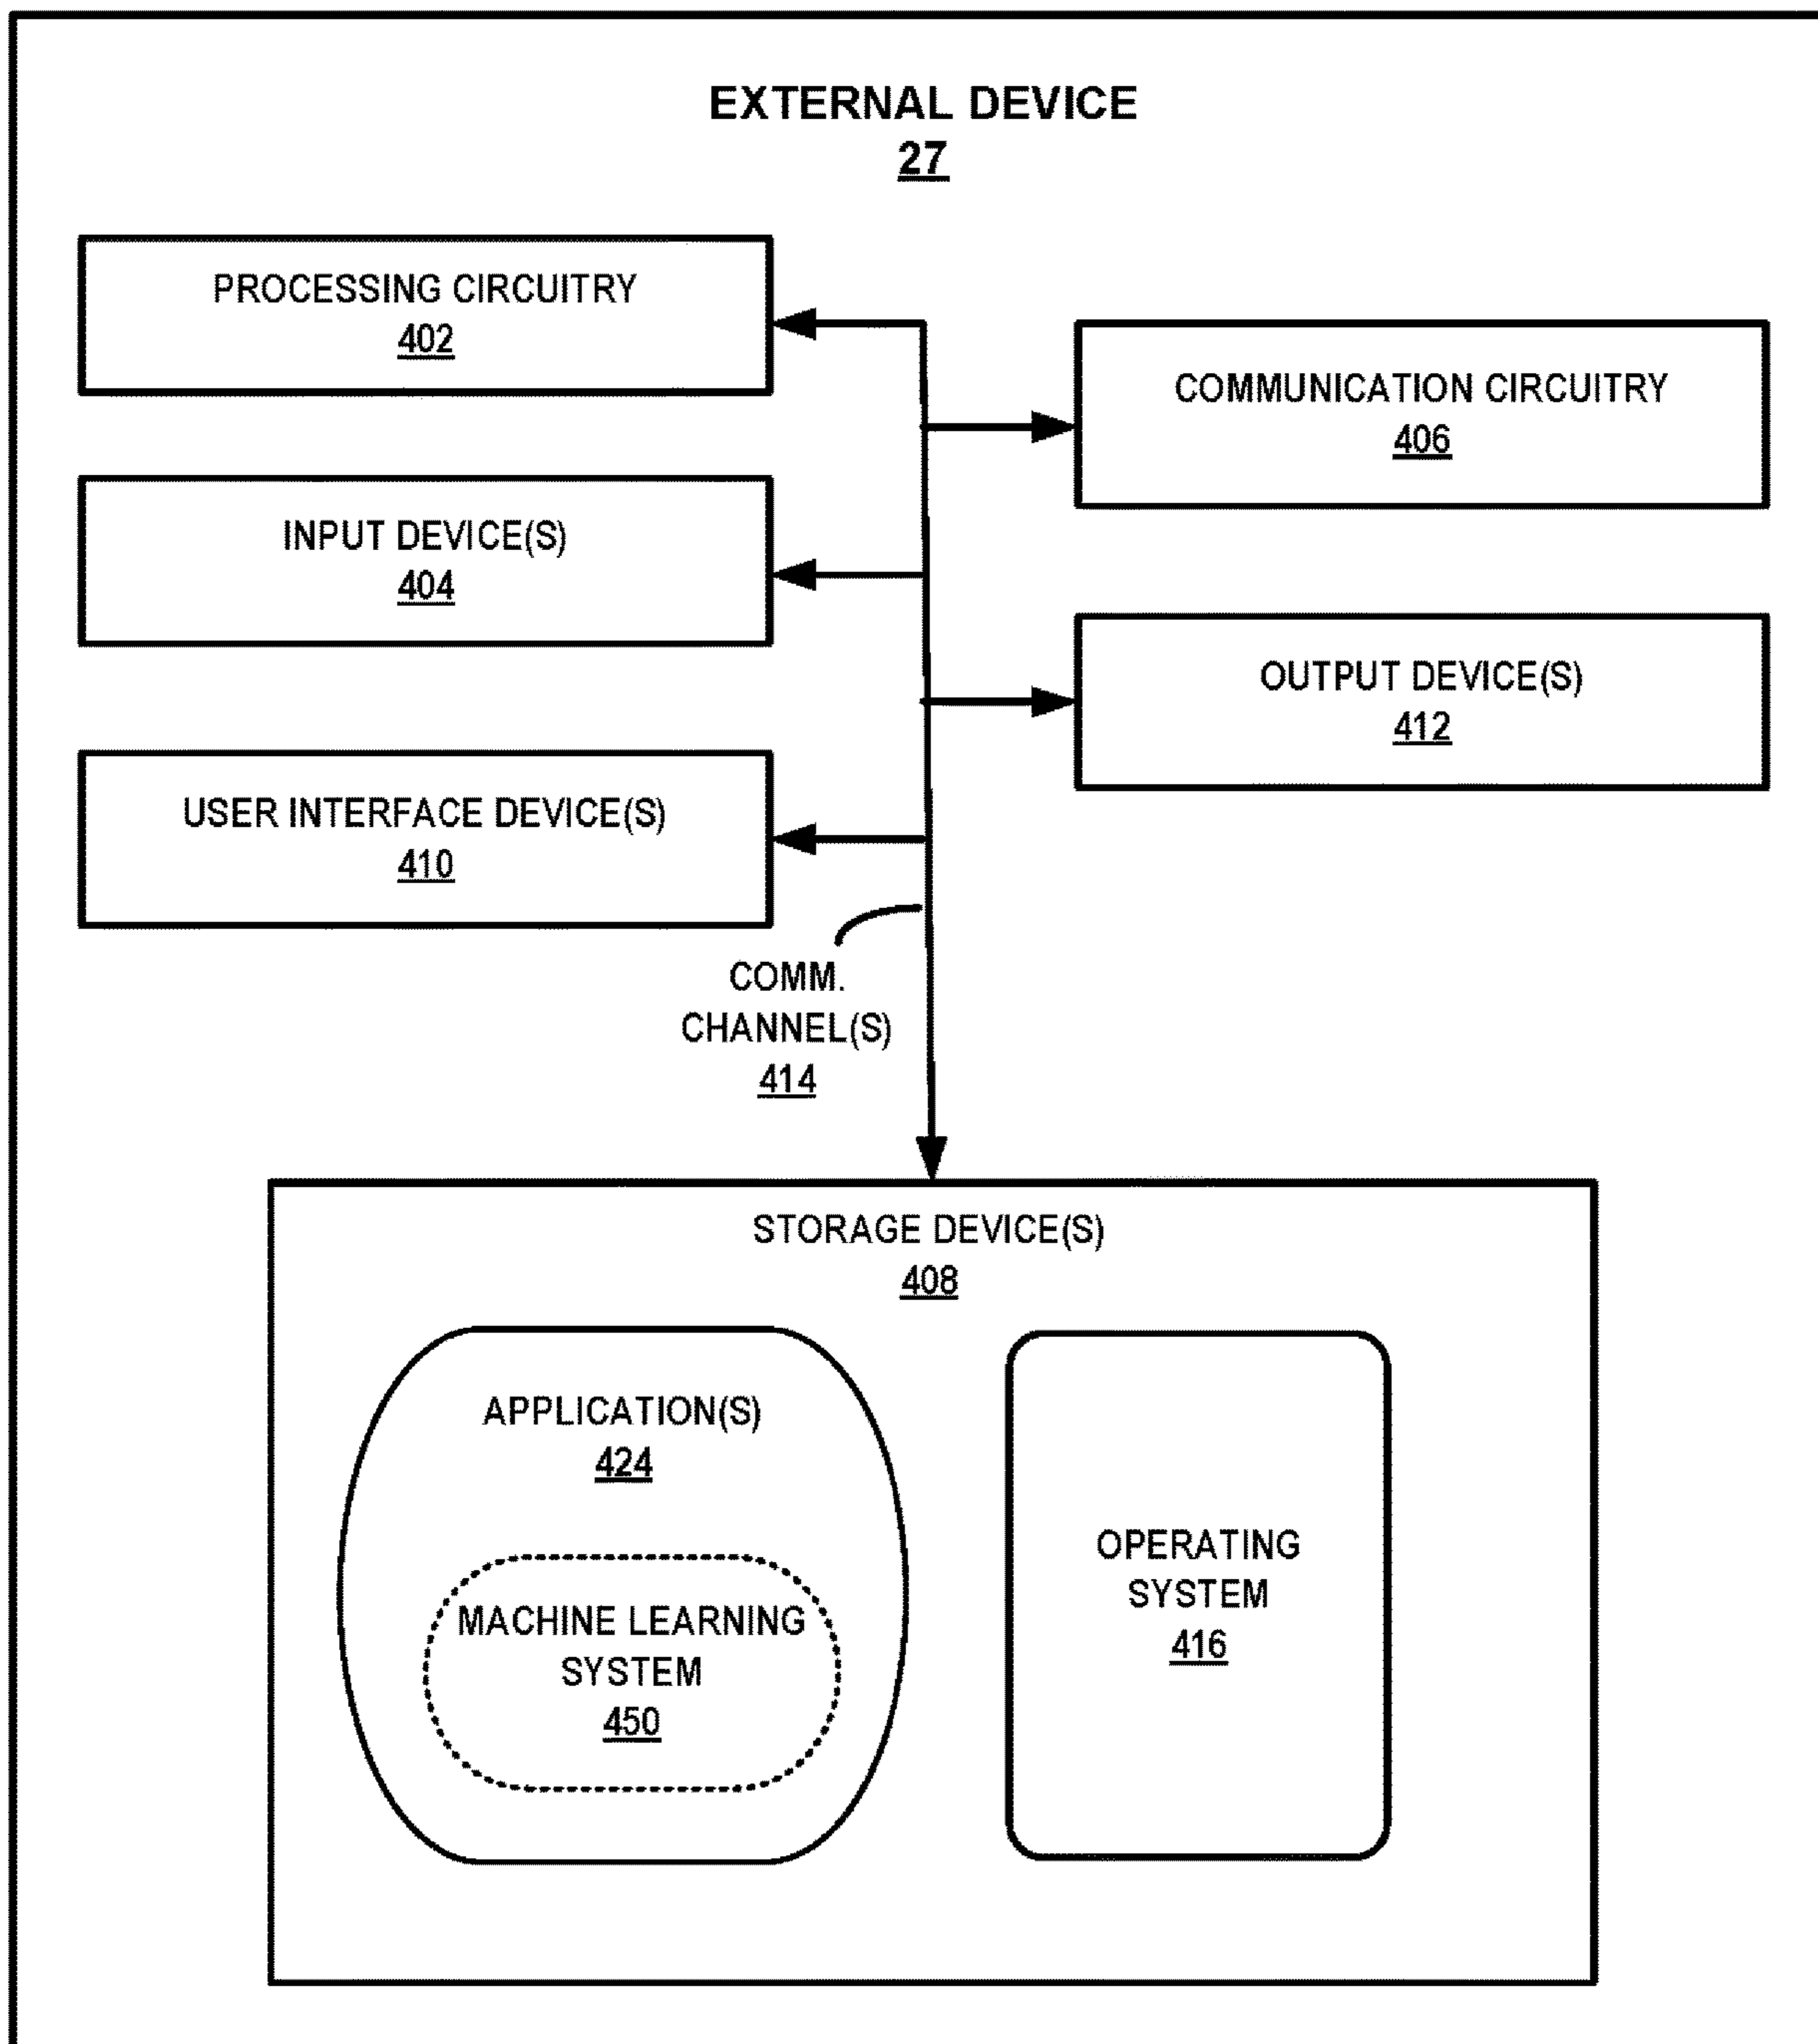 EXTERNAL DEVICE
27
PROCESSING CIRCUITRY
402
COMMUNICATION CIRCUITRY
406
INPUT DEVICE(S)
404
OUTPUT DEVICE(S)
412
USER INTERFACE DEVICE(S)
410
COMM.
CHANNEL(S)
414
STORAGE DEVICE(S)
408
APPLICATION(S)
424
MACHINE LEARNING
SYSTEM
450
OPERATING
SYSTEM
416